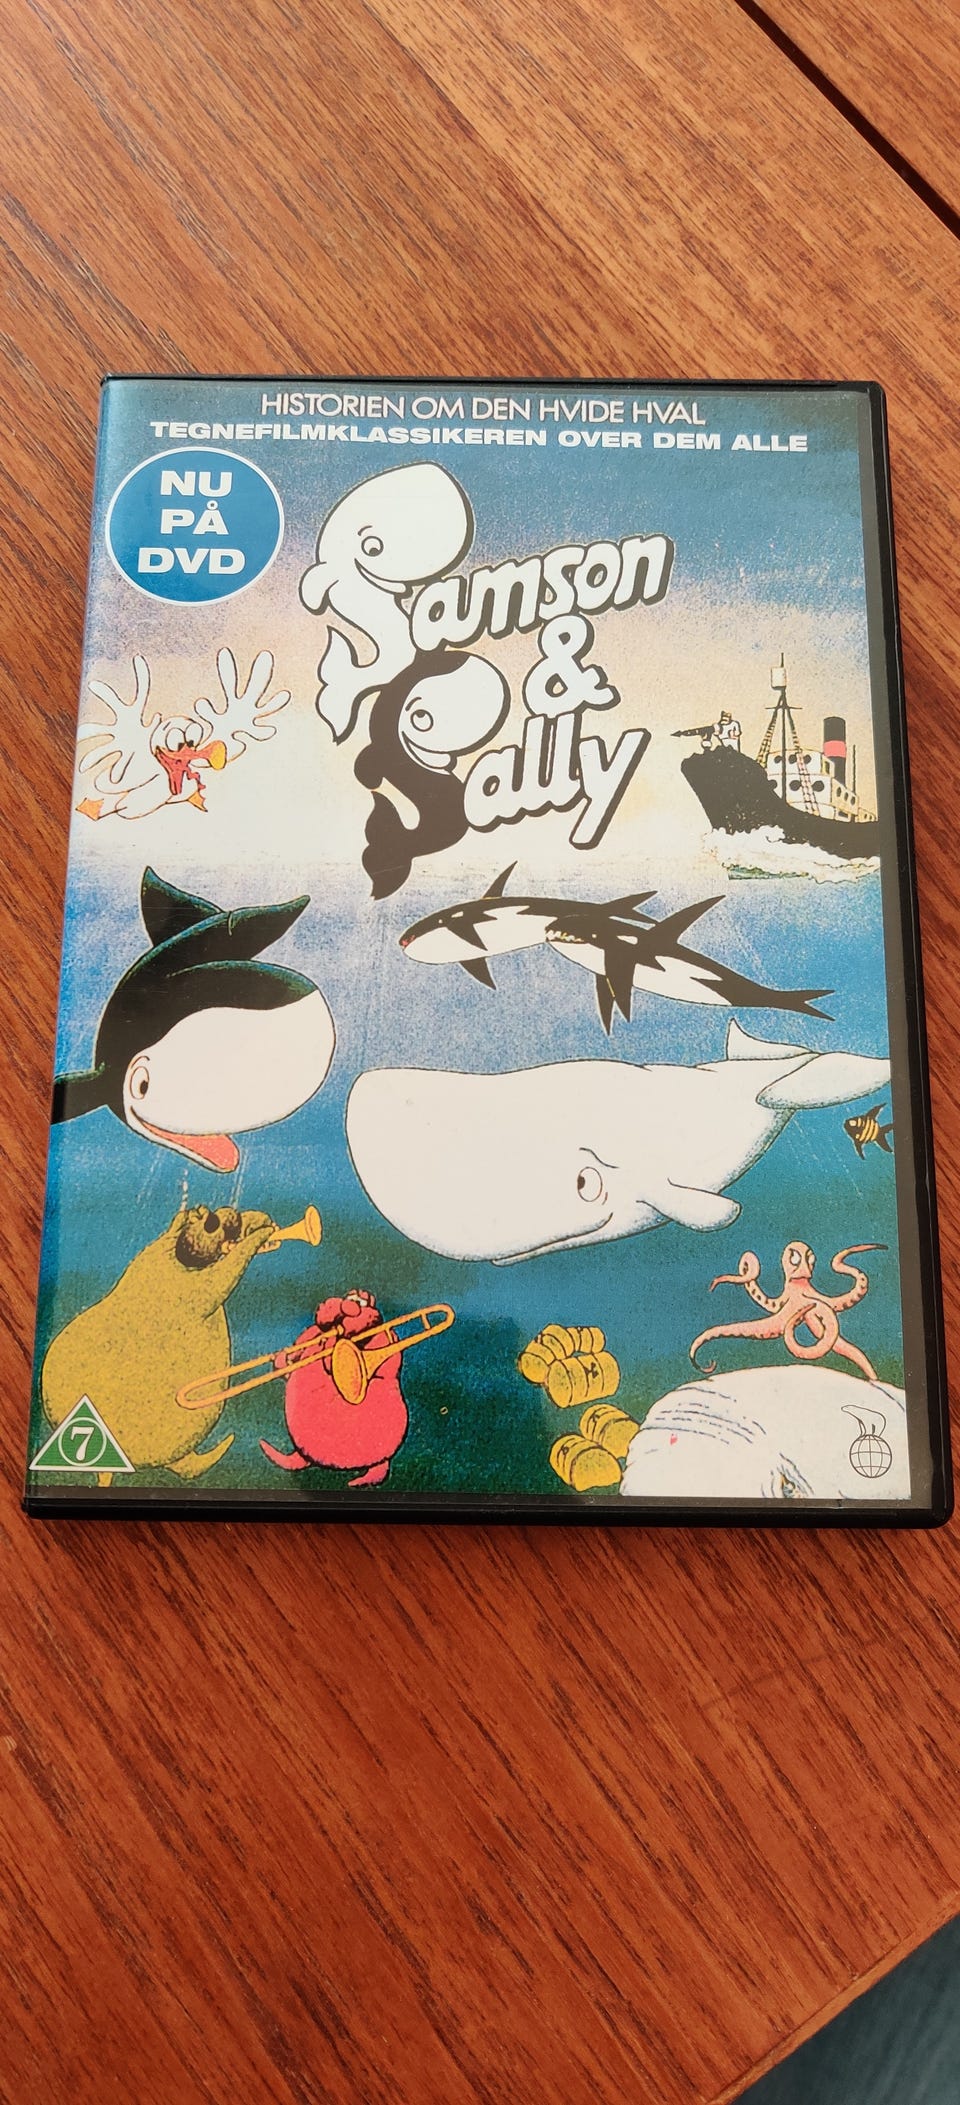 HISTORIEN OM DEN HVIDE HVAL
TEGNEFILMKLASSIKEREN OVER DEM ALLE
NU
PÅ
DVD
Samson
&
Sally
7